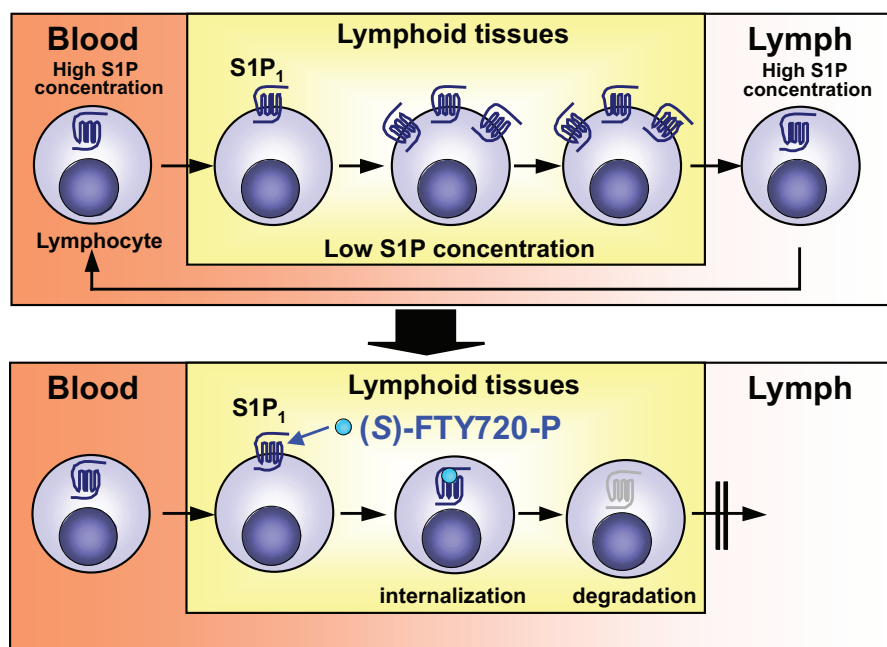 Blood
High S1P
concentration
Lymphocyte
Lymphoid tissues
S1P₁
Low S1P concentration
Lymph
High S1P
concentration
Blood
Lymphoid tissues
S1P₁
(S)-FTY720-P
internalization
degradation
Lymph